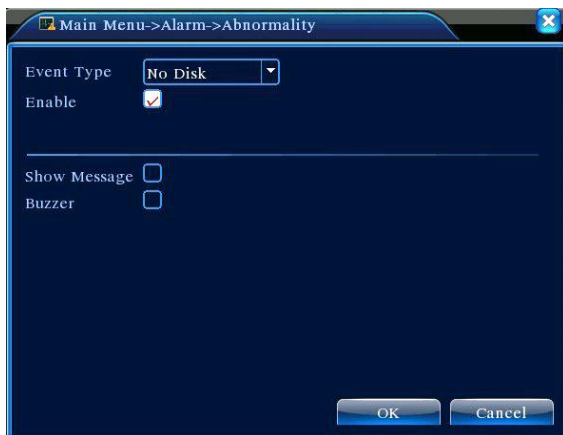 Main Menu->Alarm->Abnormality
Event Type No Disk
Enable
Show Message
Buzzer
OK Cancel